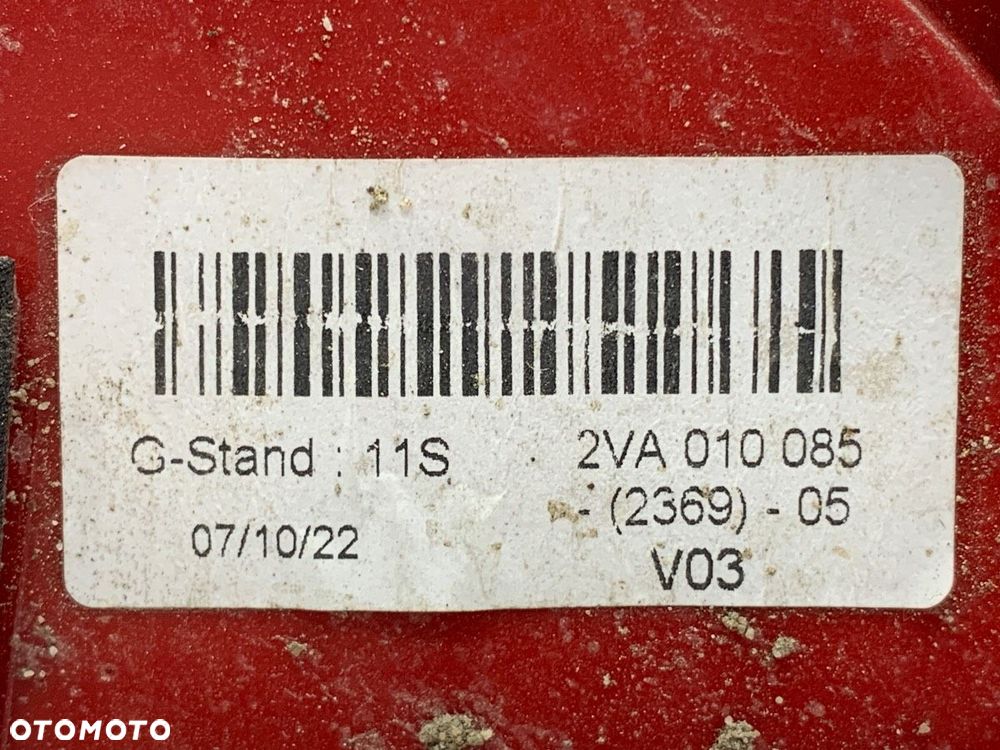 G-Stand : 11S
07/10/22
2VA 010 085
- (2369) - 05
V03
OTOMOTO